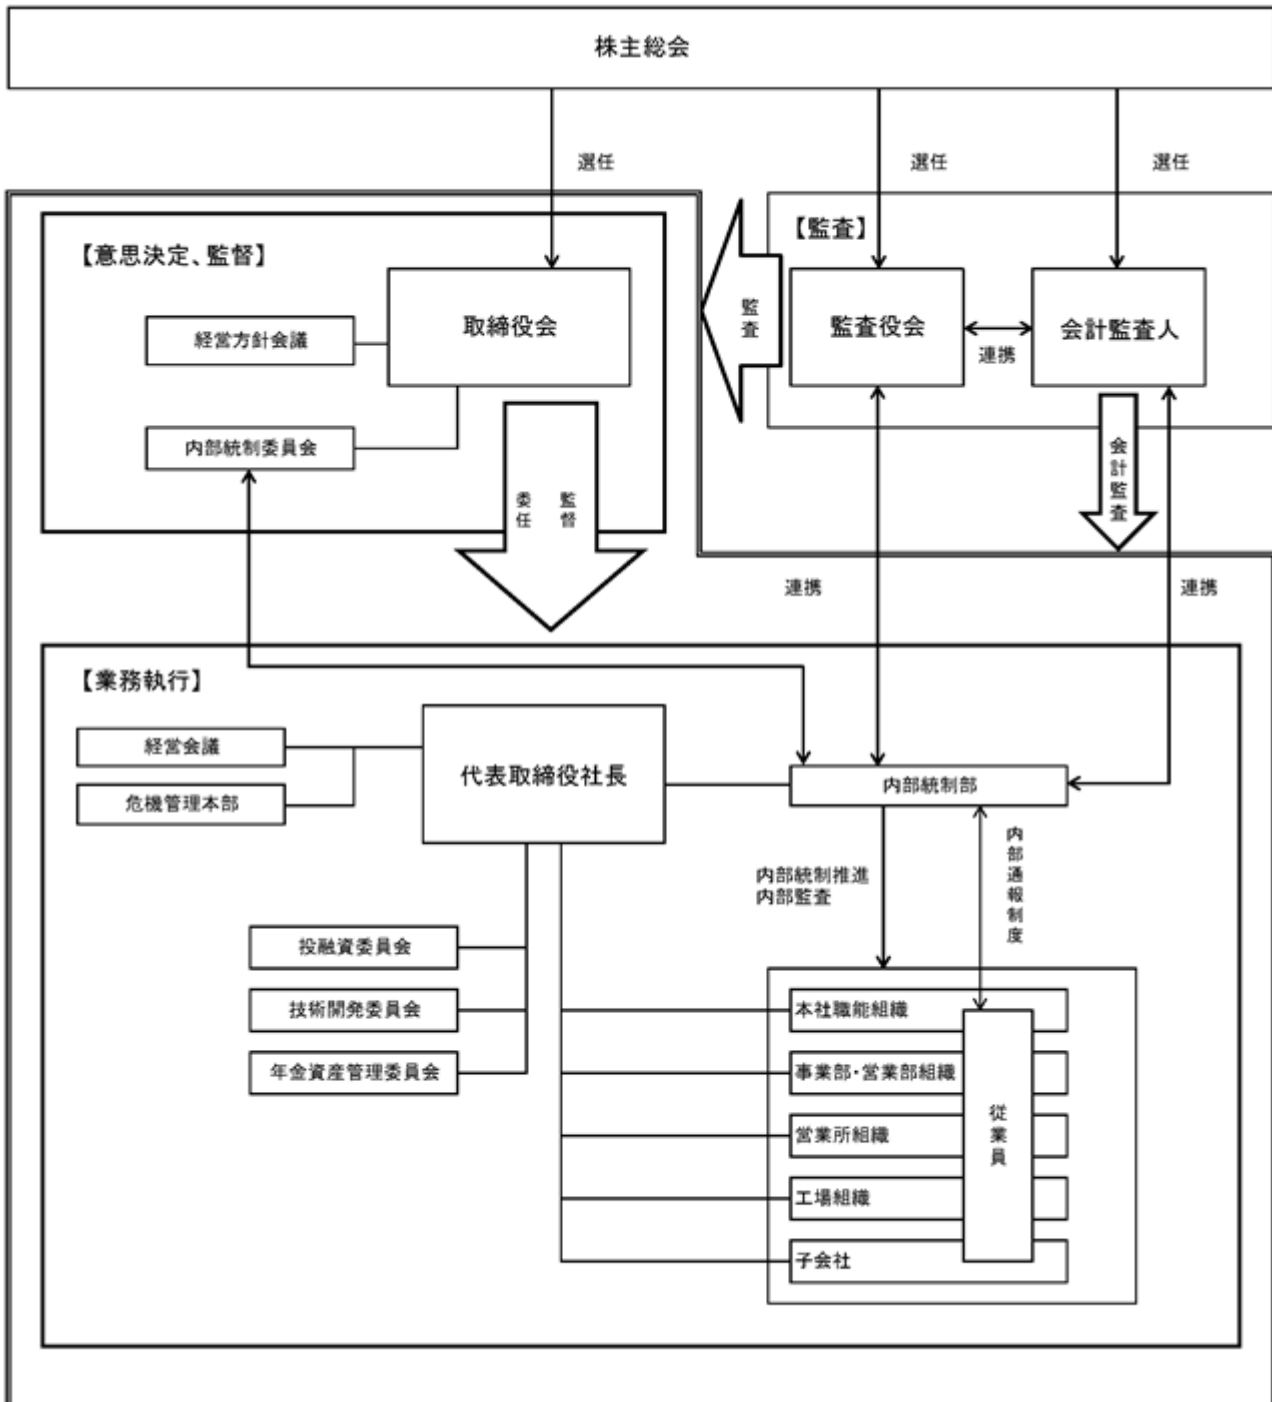 株主総会
選任
選任
選任
【意思決定、監督】
【監査】
取締役会
経営方針会議
内部統制委員会
監査
監査役会
連携
会計監査人
委任
監督
会計監査
連携
連携
【業務執行】
経営会議
危機管理本部
代表取締役社長
内部統制部
内部統制推進
内部監査
内部通報制度
投融資委員会
技術開発委員会
年金資産管理委員会
本社職能組織
事業部・営業部組織
営業所組織
工場組織
子会社
従業員